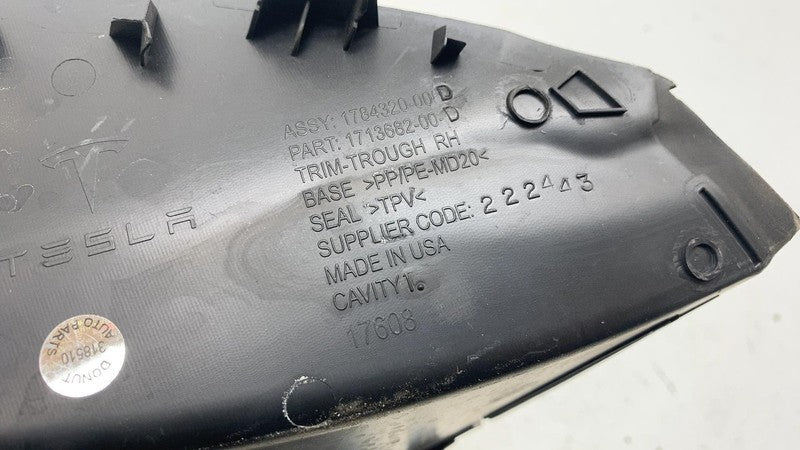 ASSY: 1784320-00-D
PART: 1713682-00-D
TRIM-TROUGH RH
BASE >PP/PE-MD20<
SEAL >TPV<
SUPPLIER CODE: 222443
MADE IN USA
CAVITY 1.
17608
TESLA
DONUT
318510
AUTO PARTS